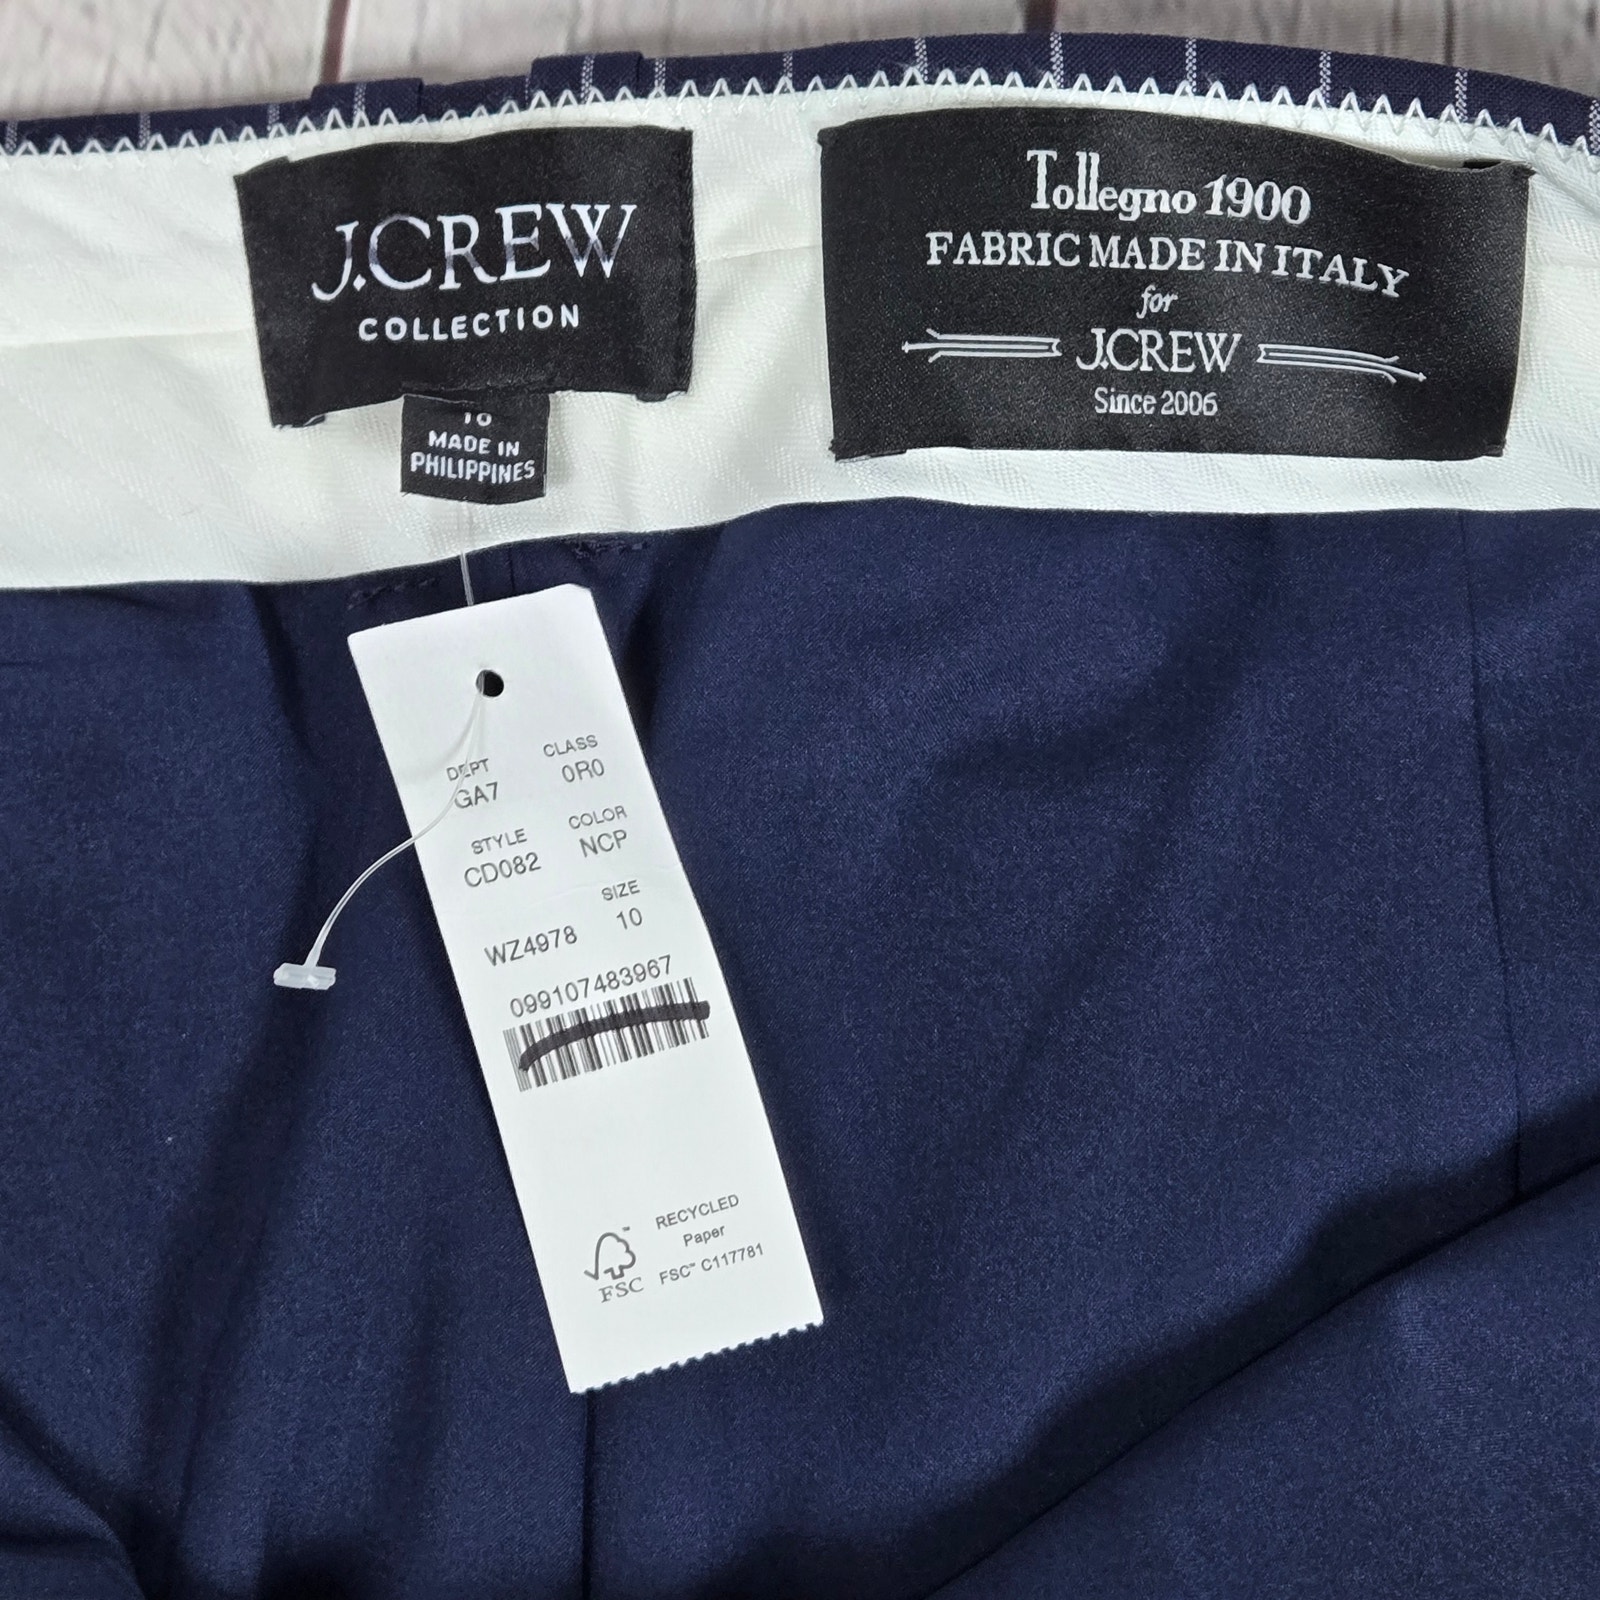 J.CREW
COLLECTION
10
MADE IN
PHILIPPINES
Tollegno 1900
FABRIC MADE IN ITALY
for
J.CREW
Since 2006
DEPT CLASS
GA7 0R0
STYLE COLOR
CD082 NCP
SIZE
WZ4978 10
099107483967
FSC
RECYCLED
Paper
FSC™ C117781